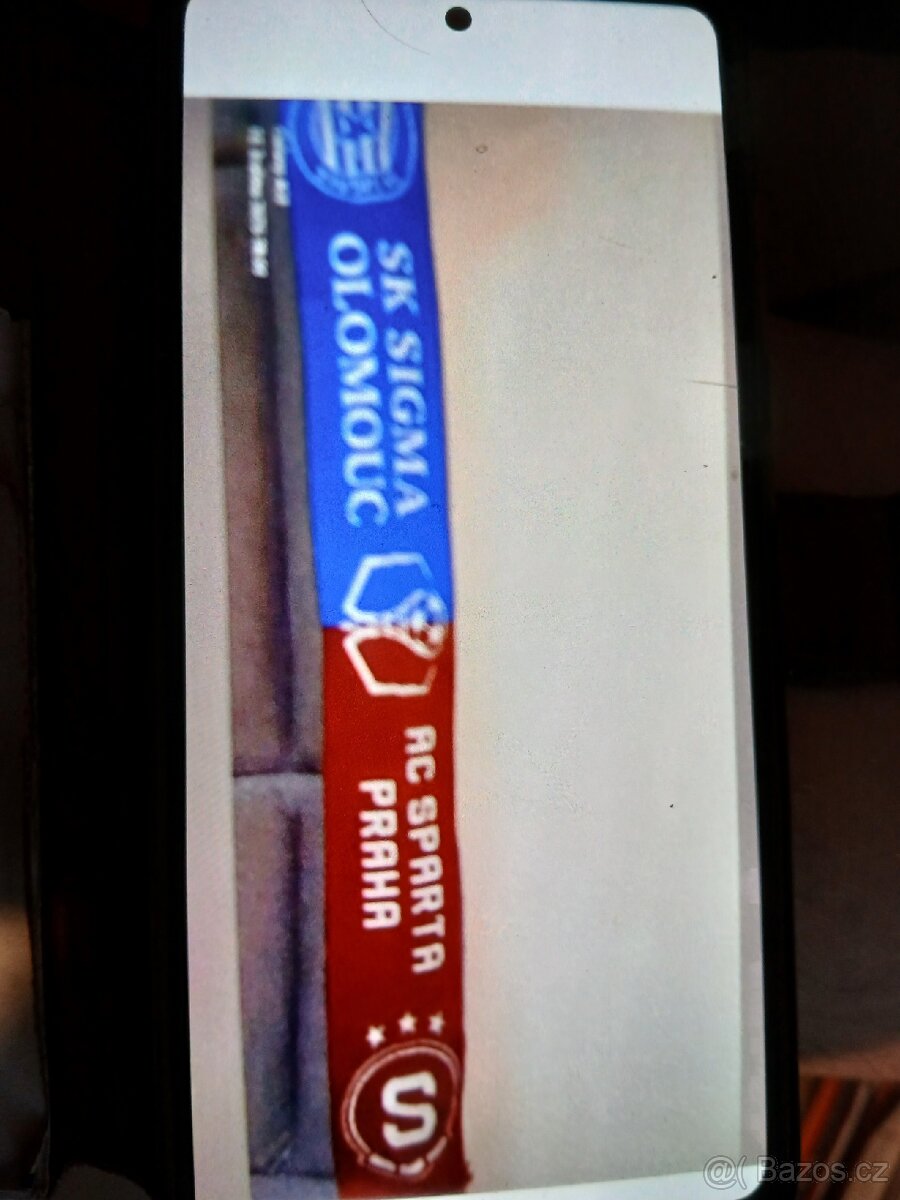 SK SIGMA
OLOMOUC
AC SPARTA
PRAHA
S
@( Bazos.cz